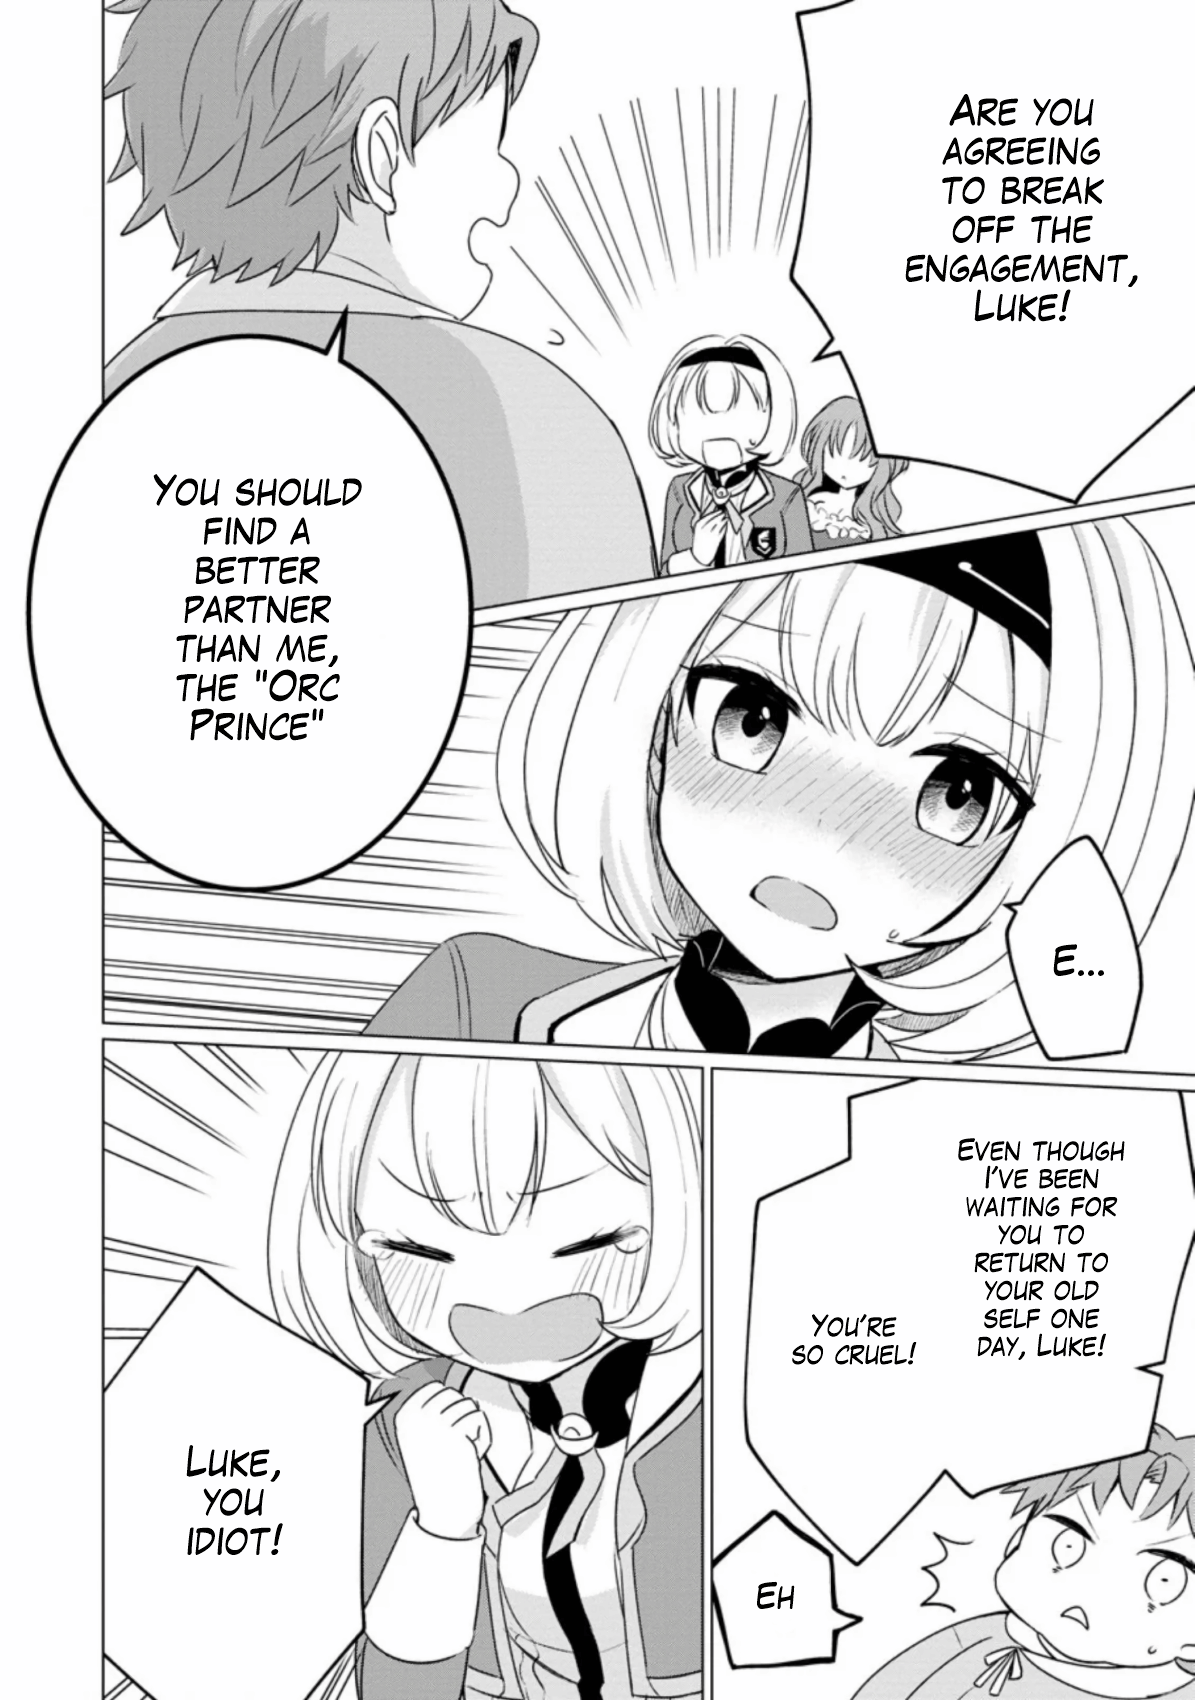 ARE YOU
AGREEING
TO BREAK
OFF THE
ENGAGEMENT,
LUKE!
YOU SHOULD
FIND A
BETTER
PARTNER
THAN ME,
THE "ORC
PRINCE"
E...
EVEN THOUGH
I'VE BEEN
WAITING FOR
YOU TO
RETURN TO
YOUR OLD
SELF ONE
DAY, LUKE!
YOU'RE
SO CRUEL!
EH
LUKE,
YOU
IDIOT!